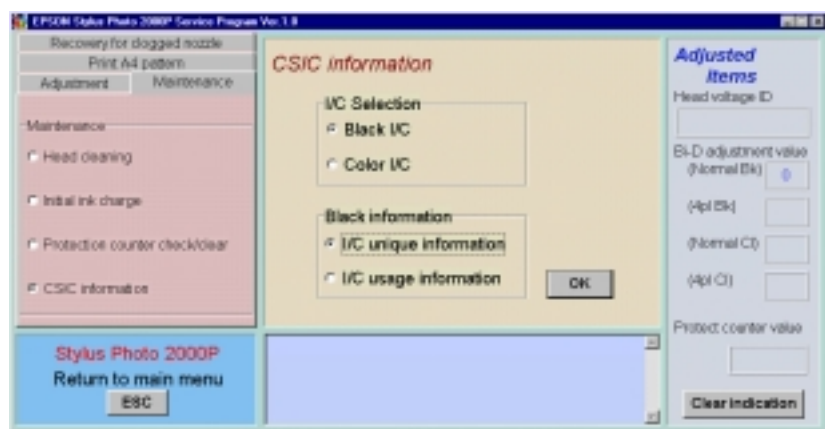 EPSON Stylus Photo 2000P Service Program Ver.1.0
Recovery for clogged nozzle
Print A4 pattern
Adjustment Maintenance
Maintenance
Head cleaning
Initial ink charge
Protection counter check/clear
CSIC information
CSIC information
I/C Selection
Black I/C
Color I/C
Black information
I/C unique information
I/C usage information
OK
Adjusted
Items
Head voltage ID
Bi-D adjustment value
(Normal Bk) 0
(4pl Bk)
(Normal Cl)
(4pl Cl)
Protect counter value
Clear indication
Stylus Photo 2000P
Return to main menu
ESC